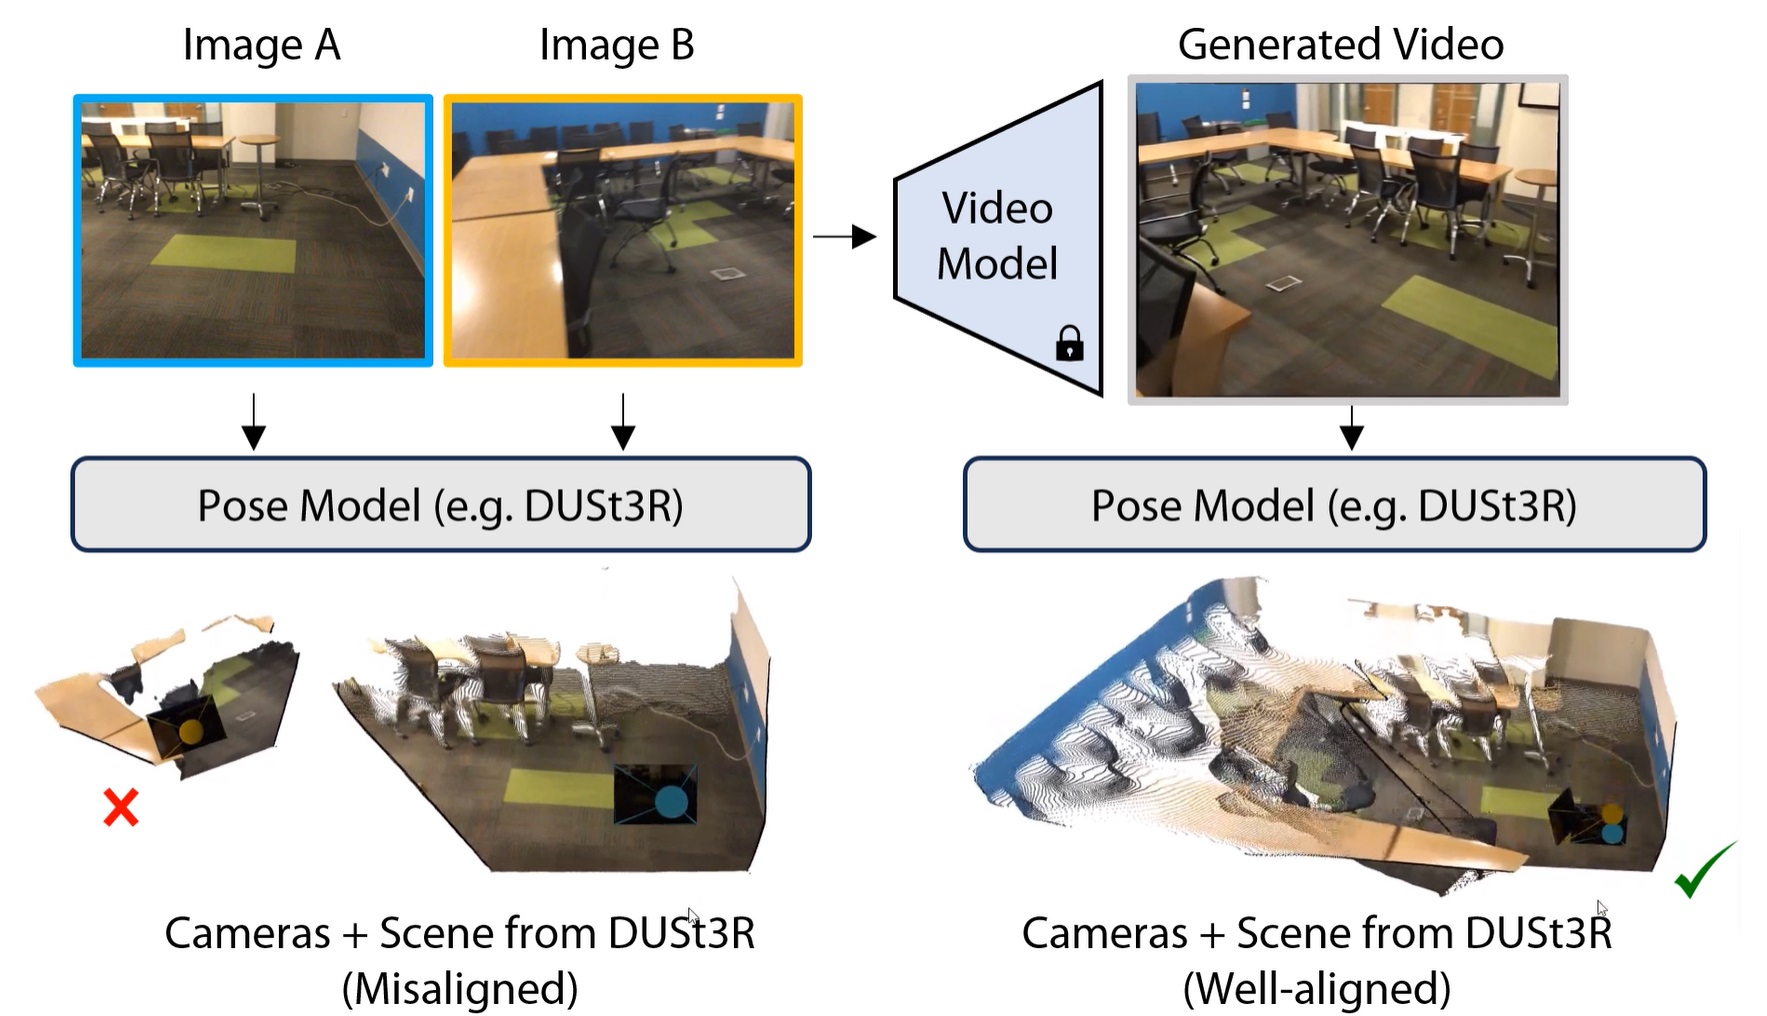 Image A
Image B
Generated Video
Video
Model
Pose Model (e.g. DUSt3R)
Pose Model (e.g. DUSt3R)
Cameras + Scene from DUSt3R
(Misaligned)
Cameras + Scene from DUSt3R
(Well-aligned)